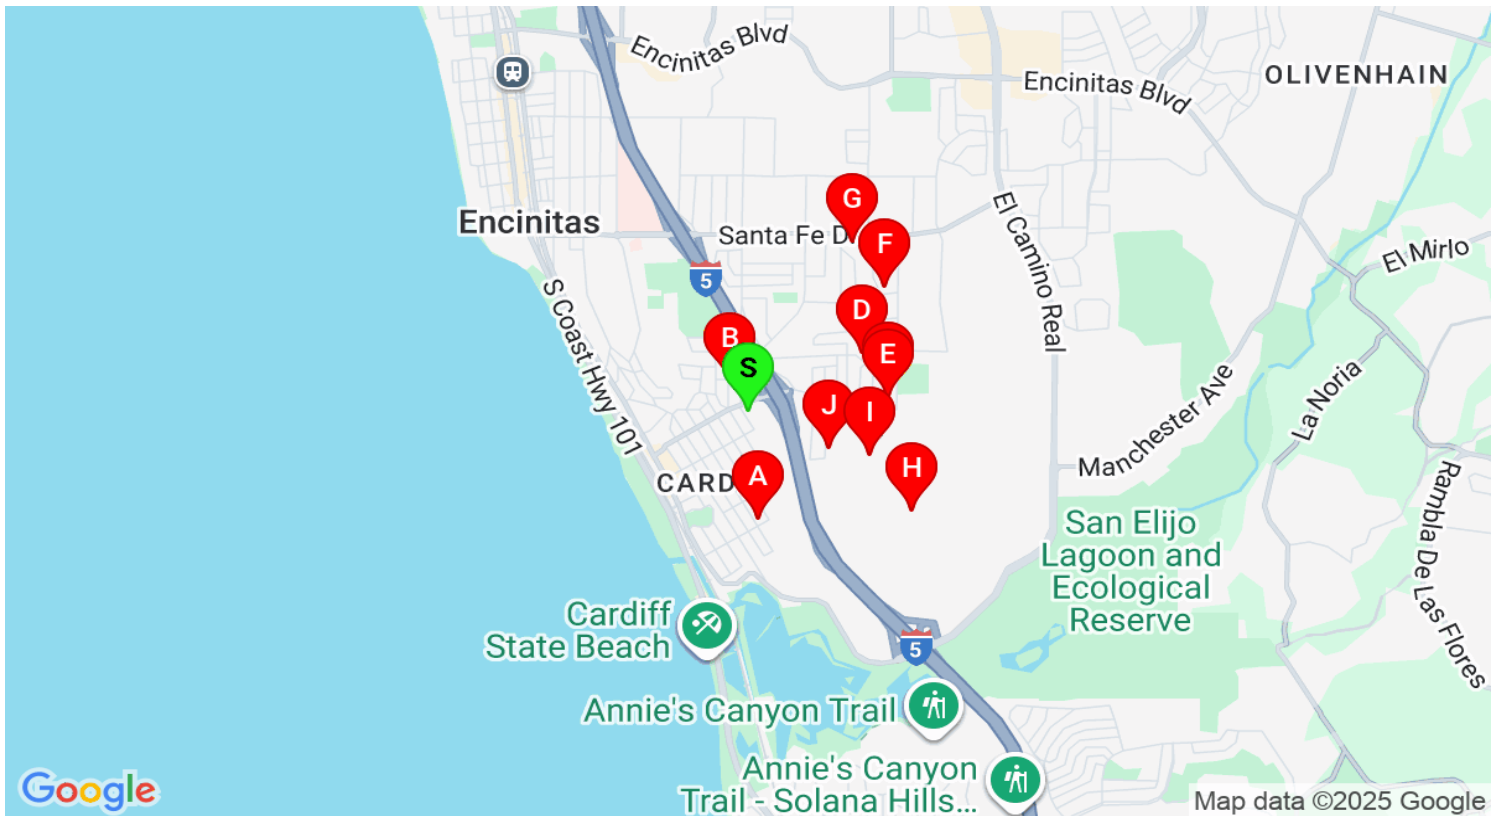 Encinitas Blvd
Encinitas Blvd
OLIVENHAIN
G
Encinitas
Santa Fe D
F
El Camino Real
El Mirlo
5
S Coast Hwy 101
D
B
E
S
J
I
La Noria
Manchester Ave
A
CARD
H
Rambla De Las Flores
San Elijo
Lagoon and
Ecological
Reserve
Cardiff
State Beach
5
Annie's Canyon Trail
Annie's Canyon
Trail - Solana Hills...
Google
Map data ©2025 Google